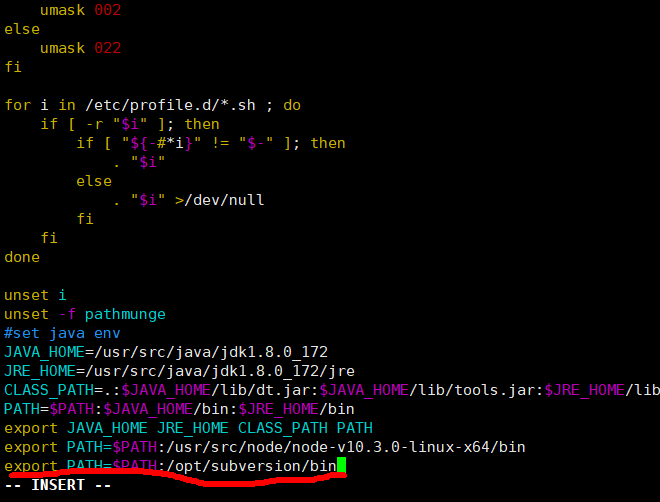 umask 002
else
umask 022
fi
for i in /etc/profile.d/*.sh ; do
if [ -r "$i" ]; then
if [ "${-#*i}" != "$-" ]; then
. "$i"
else
. "$i" >/dev/null
fi
fi
done
unset i
unset -f pathmunge
#set java env
JAVA_HOME=/usr/src/java/jdk1.8.0_172
JRE_HOME=/usr/src/java/jdk1.8.0_172/jre
CLASS_PATH=.:$JAVA_HOME/lib/dt.jar:$JAVA_HOME/lib/tools.jar:$JRE_HOME/lib
PATH=$PATH:$JAVA_HOME/bin:$JRE_HOME/bin
export JAVA_HOME JRE_HOME CLASS_PATH PATH
export PATH=$PATH:/usr/src/node/node-v10.3.0-linux-x64/bin
export PATH=$PATH:/opt/subversion/bin
-- INSERT --